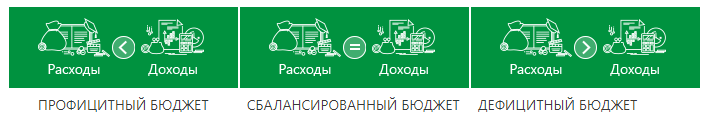 Расходы < Доходы
Расходы = Доходы
Расходы > Доходы
ПРОФИЦИТНЫЙ БЮДЖЕТ
СБАЛАНСИРОВАННЫЙ БЮДЖЕТ
ДЕФИЦИТНЫЙ БЮДЖЕТ